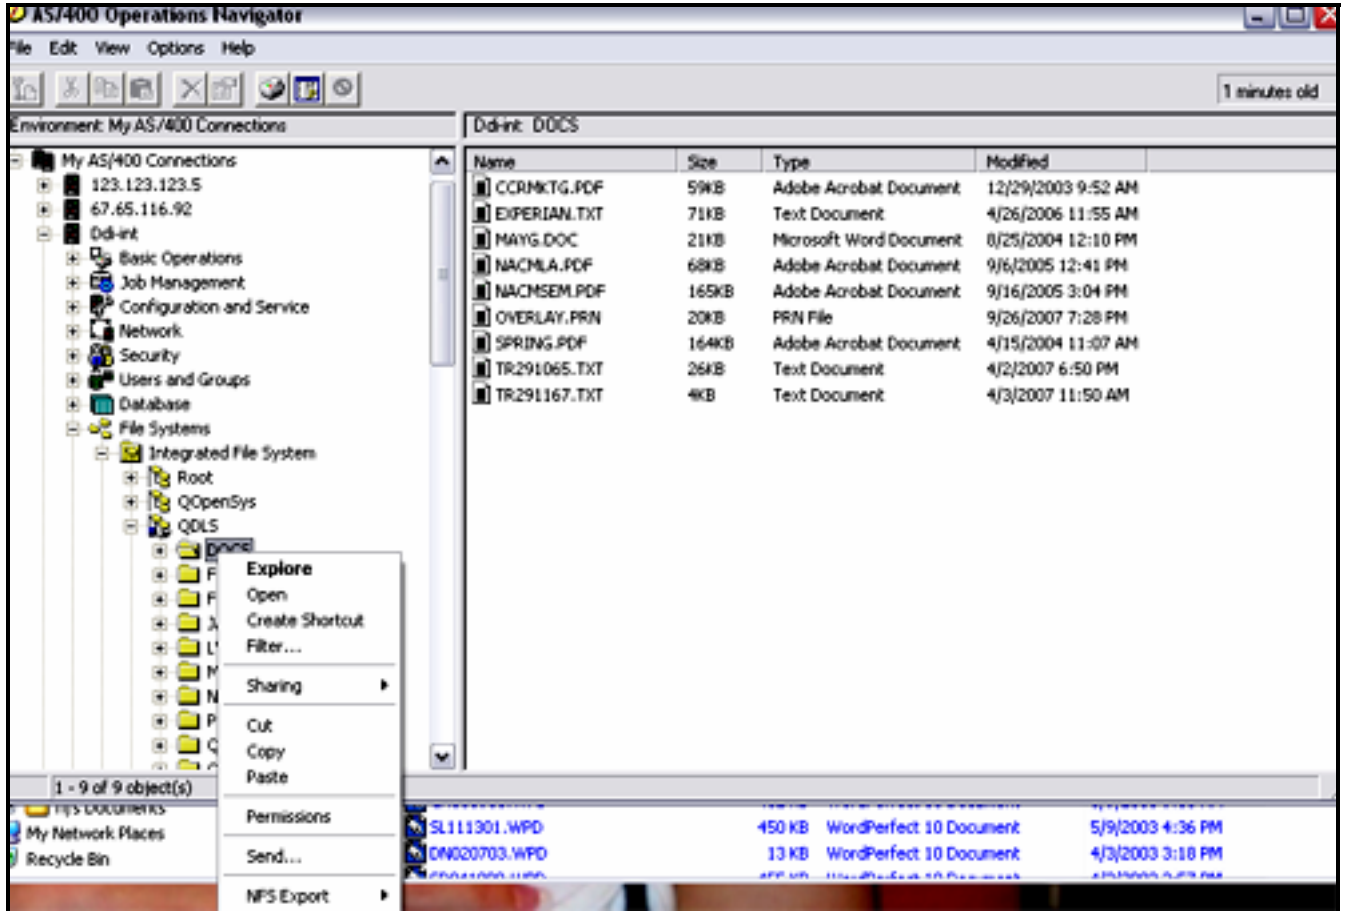 AS/400 Operations Navigator
File Edit View Options Help
1 minutes old
Environment: My AS/400 Connections
Ddi-int: DOCS
My AS/400 Connections
123.123.123.5
67.65.116.92
Ddi-int
Basic Operations
Job Management
Configuration and Service
Network
Security
Users and Groups
Database
File Systems
Integrated File System
Root
QOpenSys
QDLS
DOCS
F
F
J
L
M
N
P
Q
Name Size Type Modified
CCRMKTG.PDF 59KB Adobe Acrobat Document 12/29/2003 9:52 AM
EXPERIAN.TXT 71KB Text Document 4/26/2006 11:55 AM
MAYG.DOC 21KB Microsoft Word Document 8/25/2004 12:10 PM
NACMLA.PDF 68KB Adobe Acrobat Document 9/6/2005 12:41 PM
NACMSEM.PDF 165KB Adobe Acrobat Document 9/16/2005 3:04 PM
OVERLAY.PRN 20KB PRN File 9/26/2007 7:28 PM
SPRING.PDF 164KB Adobe Acrobat Document 4/15/2004 11:07 AM
TR291065.TXT 26KB Text Document 4/2/2007 6:50 PM
TR291167.TXT 4KB Text Document 4/3/2007 11:50 AM
Explore
Open
Create Shortcut
Filter...
Sharing
Cut
Copy
Paste
Permissions
Send...
NFS Export
1 - 9 of 9 object(s)
Documents
My Network Places
Recycle Bin
SL111301.WPD 450 KB WordPerfect 10 Document 5/9/2003 4:36 PM
DN020703.WPD 13 KB WordPerfect 10 Document 4/3/2003 3:18 PM